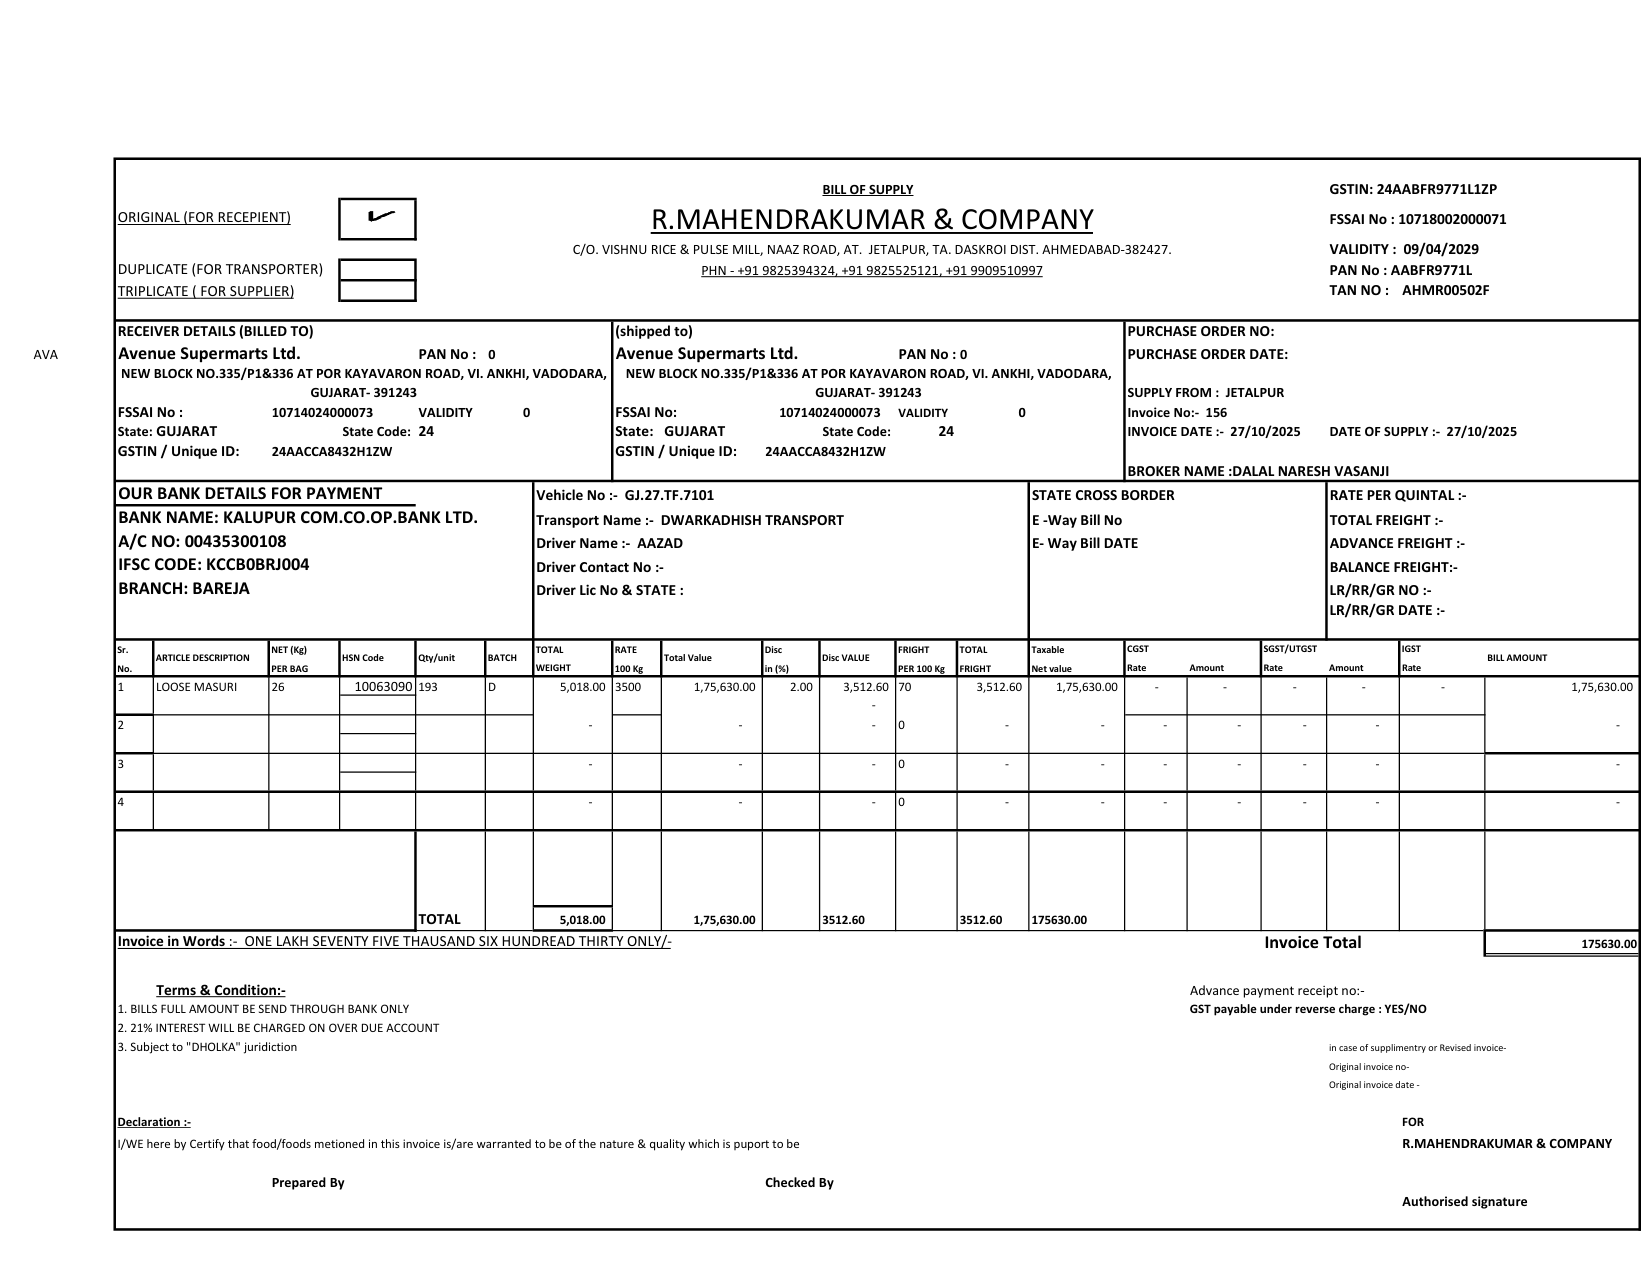 BILL OF SUPPLY
GSTIN: 24AABFR9771L1ZP
ORIGINAL (FOR RECEPIENT)
R.MAHENDRAKUMAR & COMPANY
FSSAI No : 10718002000071
C/O. VISHNU RICE & PULSE MILL, NAAZ ROAD, AT. JETALPUR, TA. DASKROI DIST. AHMEDABAD-382427.
VALIDITY : 09/04/2029
DUPLICATE (FOR TRANSPORTER)
PHN - +91 9825394324, +91 9825525121, +91 9909510997
PAN No : AABFR9771L
TRIPLICATE ( FOR SUPPLIER)
TAN NO : AHMR00502F
RECEIVER DETAILS (BILLED TO)
AVA
Avenue Supermarts Ltd. PAN No : 0
NEW BLOCK NO.335/P1&336 AT POR KAYAVARON ROAD, VI. ANKHI, VADODARA,
GUJARAT- 391243
FSSAI No : 10714024000073 VALIDITY 0
State: GUJARAT State Code: 24
GSTIN / Unique ID: 24AACCA8432H1ZW
(shipped to)
Avenue Supermarts Ltd. PAN No : 0
NEW BLOCK NO.335/P1&336 AT POR KAYAVARON ROAD, VI. ANKHI, VADODARA,
GUJARAT- 391243
FSSAI No: 10714024000073 VALIDITY 0
State: GUJARAT State Code: 24
GSTIN / Unique ID: 24AACCA8432H1ZW
PURCHASE ORDER NO:
PURCHASE ORDER DATE:
SUPPLY FROM : JETALPUR
Invoice No:- 156
INVOICE DATE :- 27/10/2025 DATE OF SUPPLY :- 27/10/2025
BROKER NAME :DALAL NARESH VASANJI
OUR BANK DETAILS FOR PAYMENT
BANK NAME: KALUPUR COM.CO.OP.BANK LTD.
A/C NO: 00435300108
IFSC CODE: KCCB0BRJ004
BRANCH: BAREJA
Vehicle No :- GJ.27.TF.7101
Transport Name :- DWARKADHISH TRANSPORT
Driver Name :- AAZAD
Driver Contact No :-
Driver Lic No & STATE :
STATE CROSS BORDER
E -Way Bill No
E- Way Bill DATE
RATE PER QUINTAL :-
TOTAL FREIGHT :-
ADVANCE FREIGHT :-
BALANCE FREIGHT:-
LR/RR/GR NO :-
LR/RR/GR DATE :-
Sr. No. ARTICLE DESCRIPTION NET (Kg) PER BAG HSN Code Qty/unit BATCH TOTAL WEIGHT RATE 100 Kg Total Value Disc in (%) Disc VALUE FRIGHT PER 100 Kg TOTAL FRIGHT Taxable Net value CGST Rate Amount SGST/UTGST Rate Amount IGST Rate BILL AMOUNT
1 LOOSE MASURI 26 10063090 193 D 5,018.00 3500 1,75,630.00 2.00 3,512.60 70 3,512.60 1,75,630.00 - - - - - 1,75,630.00
-
2 - - - 0 - - - - - - -
3 - - - 0 - - - - - - -
4 - - - 0 - - - - - - -
TOTAL 5,018.00 1,75,630.00 3512.60 3512.60 175630.00
Invoice in Words :- ONE LAKH SEVENTY FIVE THAUSAND SIX HUNDREAD THIRTY ONLY/-
Invoice Total 175630.00
Terms & Condition:-
1. BILLS FULL AMOUNT BE SEND THROUGH BANK ONLY
2. 21% INTEREST WILL BE CHARGED ON OVER DUE ACCOUNT
3. Subject to "DHOLKA" juridiction
Advance payment receipt no:-
GST payable under reverse charge : YES/NO
in case of supplimentry or Revised invoice-
Original invoice no-
Original invoice date -
Declaration :-
I/WE here by Certify that food/foods metioned in this invoice is/are warranted to be of the nature & quality which is puport to be
FOR
R.MAHENDRAKUMAR & COMPANY
Prepared By
Checked By
Authorised signature